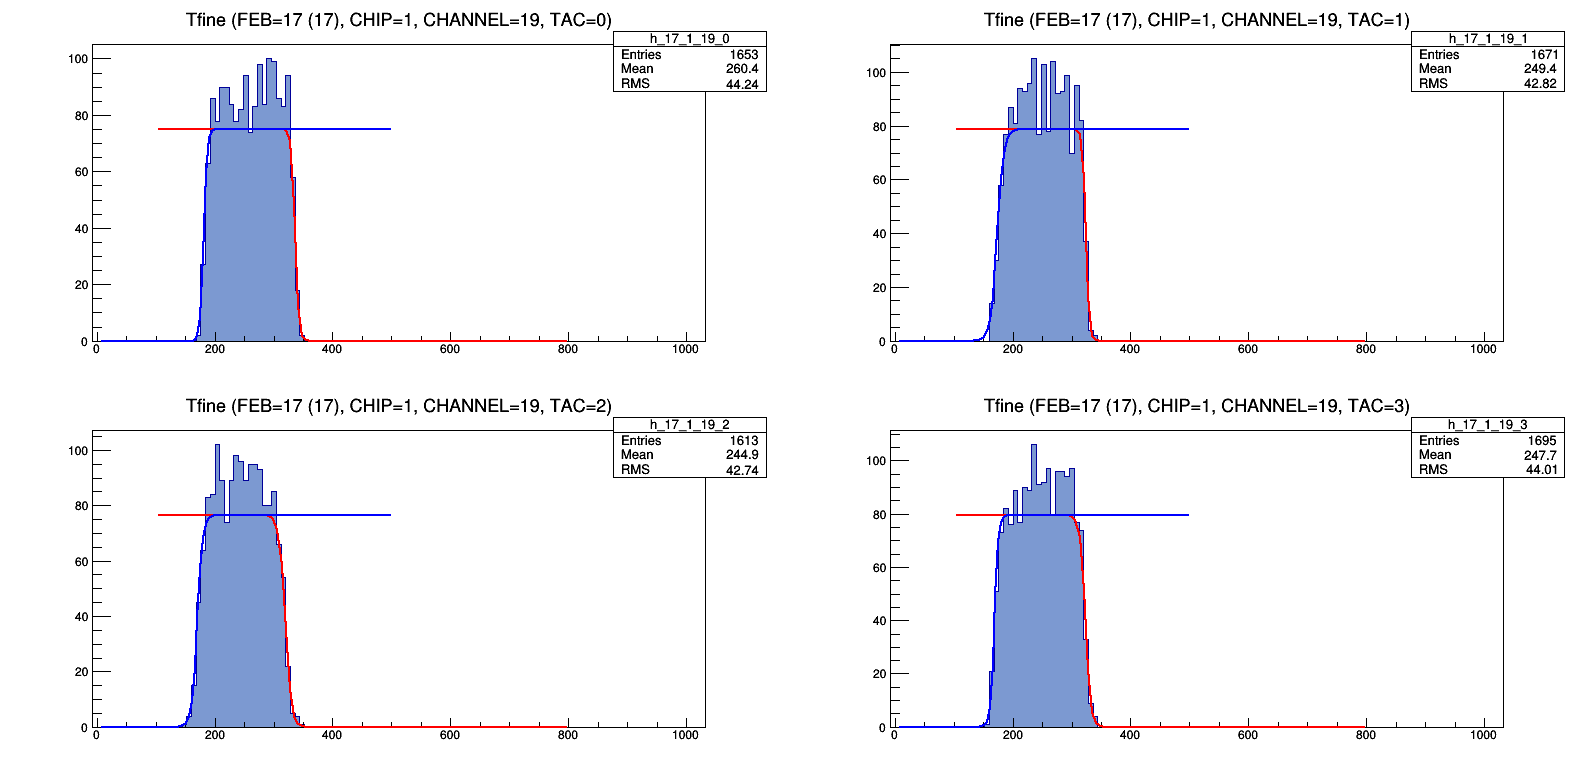 Tfine (FEB=17 (17), CHIP=1, CHANNEL=19, TAC=0)
h_17_1_19_0
Entries 1653
Mean 260.4
RMS 44.24
100
80
60
40
20
0
0 200 400 600 800 1000
Tfine (FEB=17 (17), CHIP=1, CHANNEL=19, TAC=1)
h_17_1_19_1
Entries 1671
Mean 249.4
RMS 42.82
100
80
60
40
20
0
0 200 400 600 800 1000
Tfine (FEB=17 (17), CHIP=1, CHANNEL=19, TAC=2)
h_17_1_19_2
Entries 1613
Mean 244.9
RMS 42.74
100
80
60
40
20
0
0 200 400 600 800 1000
Tfine (FEB=17 (17), CHIP=1, CHANNEL=19, TAC=3)
h_17_1_19_3
Entries 1695
Mean 247.7
RMS 44.01
100
80
60
40
20
0
0 200 400 600 800 1000